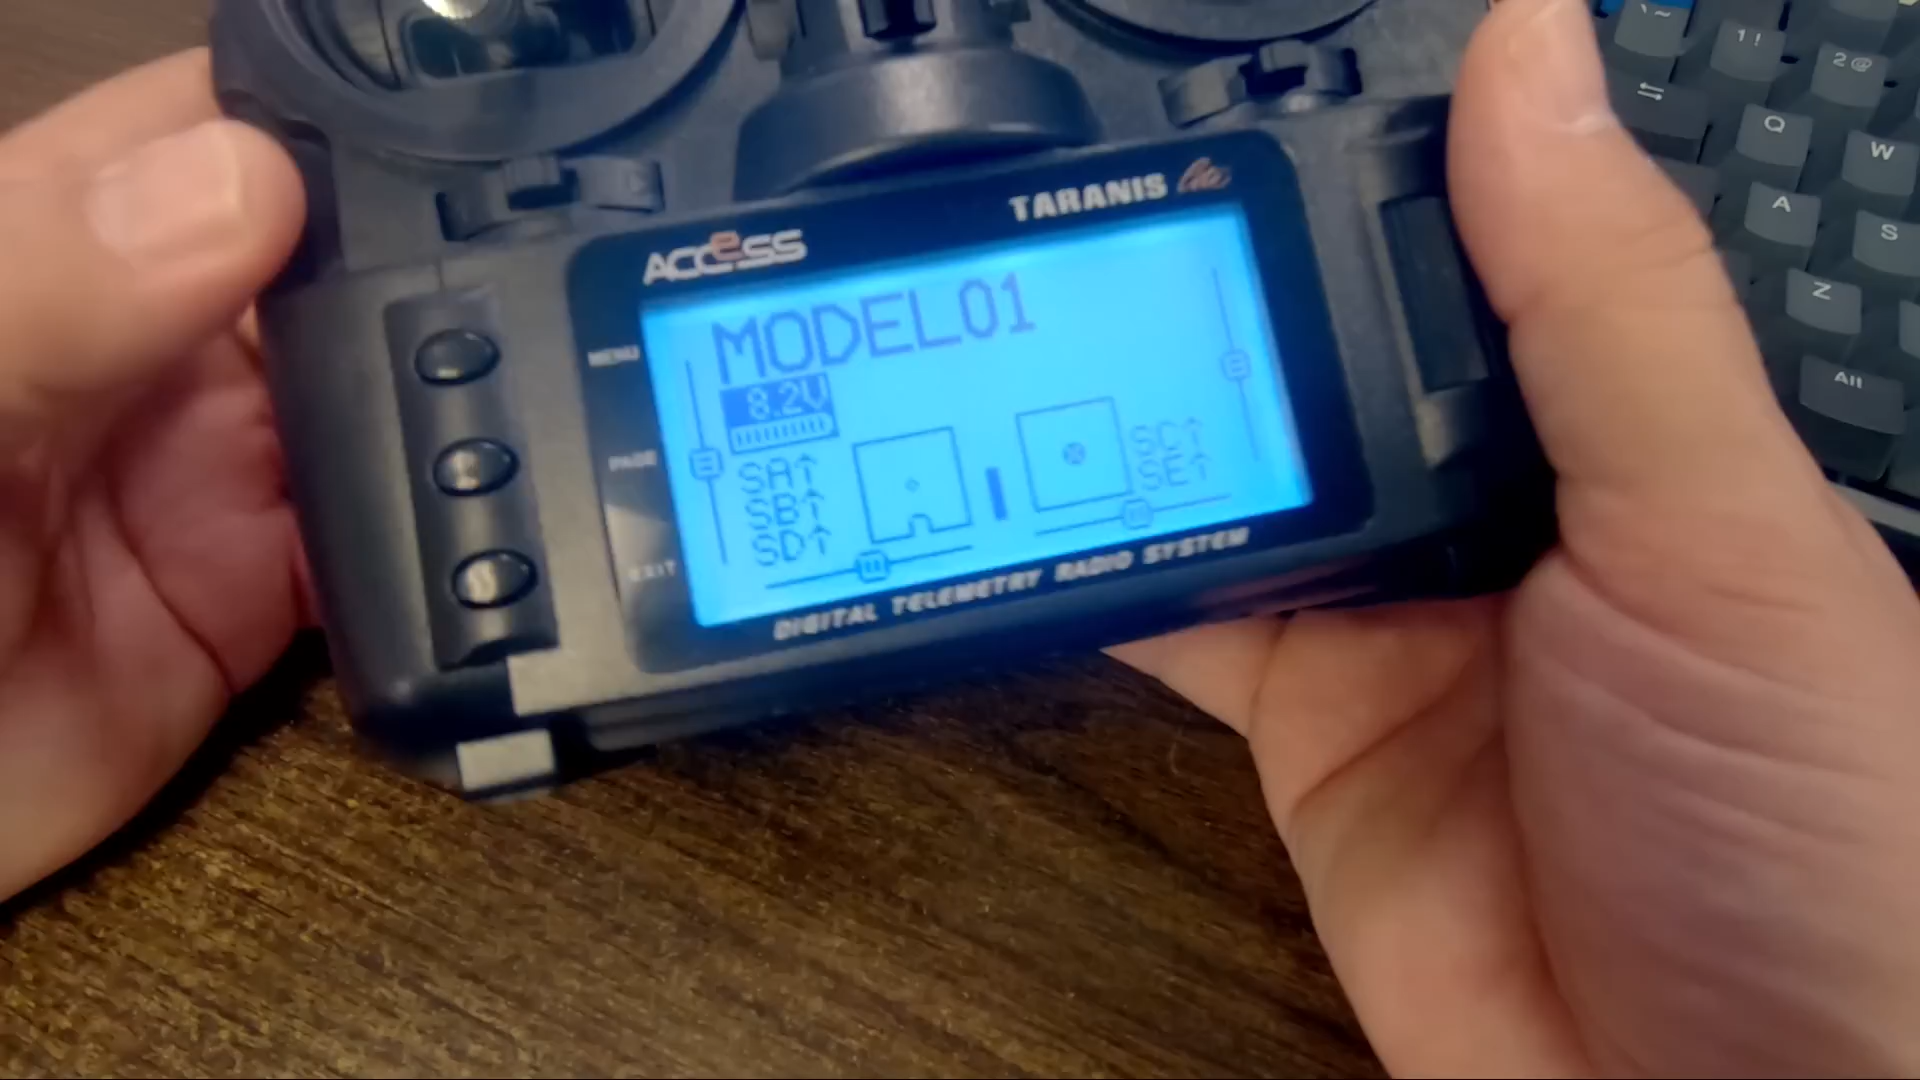 TARANIS lite
ACCESS
MENU
PAGE
EXIT
MODEL01
8.2V
SA↑
SB↑
SD↑
SC↑
SE↑
DIGITAL TELEMETRY RADIO SYSTEM
` ~
1 !
2 @
Q
W
A
S
Z
Alt